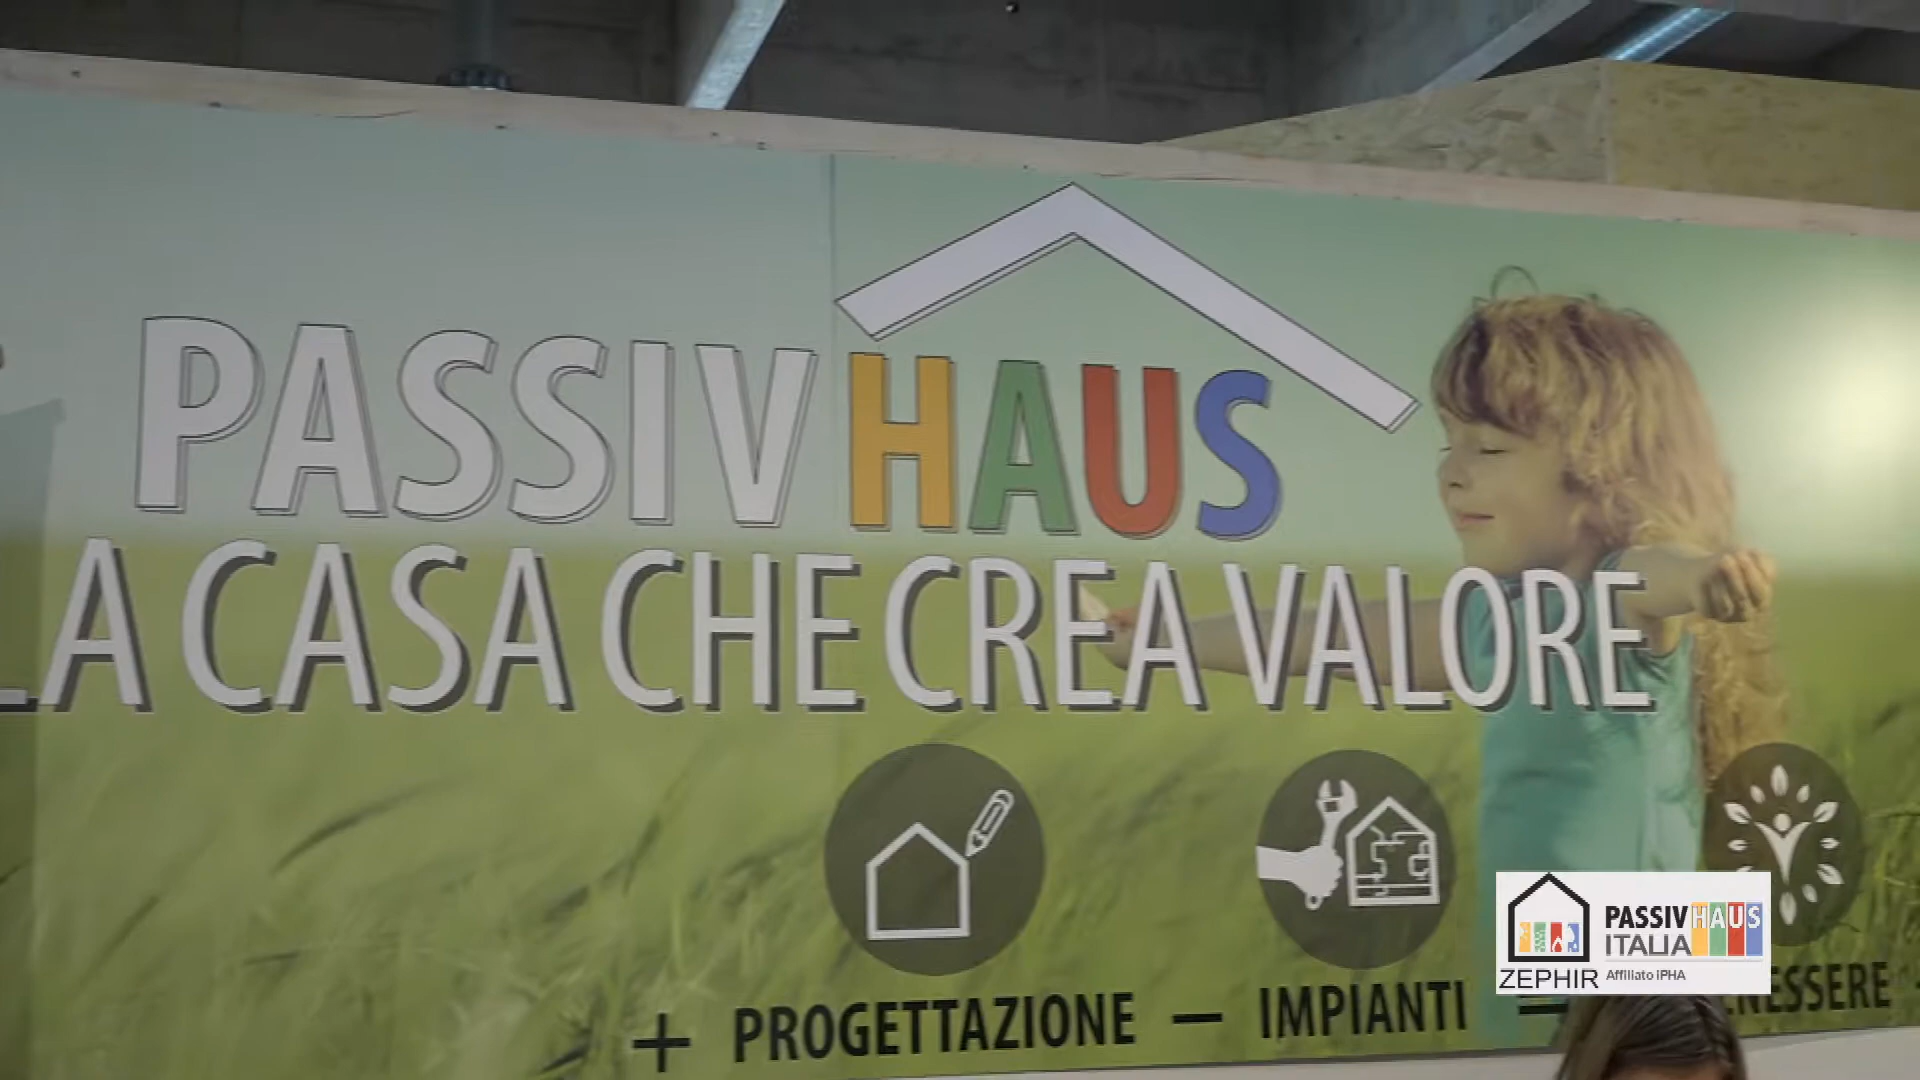 PASSIVHAUS
LA CASA CHE CREA VALORE
+ PROGETTAZIONE — IMPIANTI =
PASSIVHAUS
ITALIA
ZEPHIR Affiliato IPHA